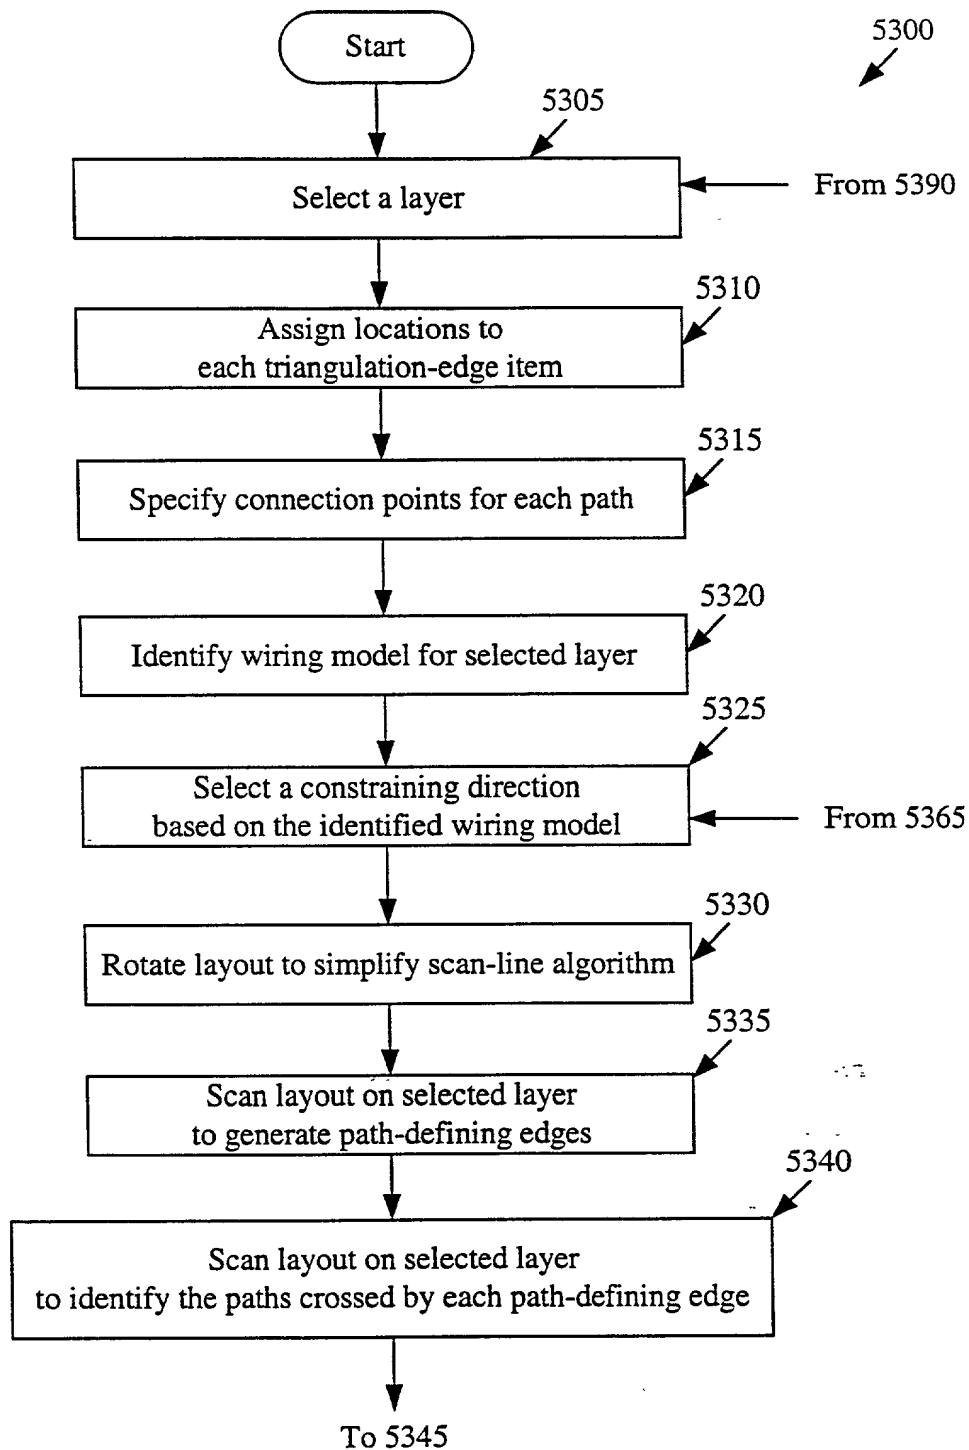 5300
Start
5305
Select a layer
From 5390
5310
Assign locations to
each triangulation-edge item
5315
Specify connection points for each path
5320
Identify wiring model for selected layer
5325
Select a constraining direction
based on the identified wiring model
From 5365
5330
Rotate layout to simplify scan-line algorithm
5335
Scan layout on selected layer
to generate path-defining edges
5340
Scan layout on selected layer
to identify the paths crossed by each path-defining edge
To 5345